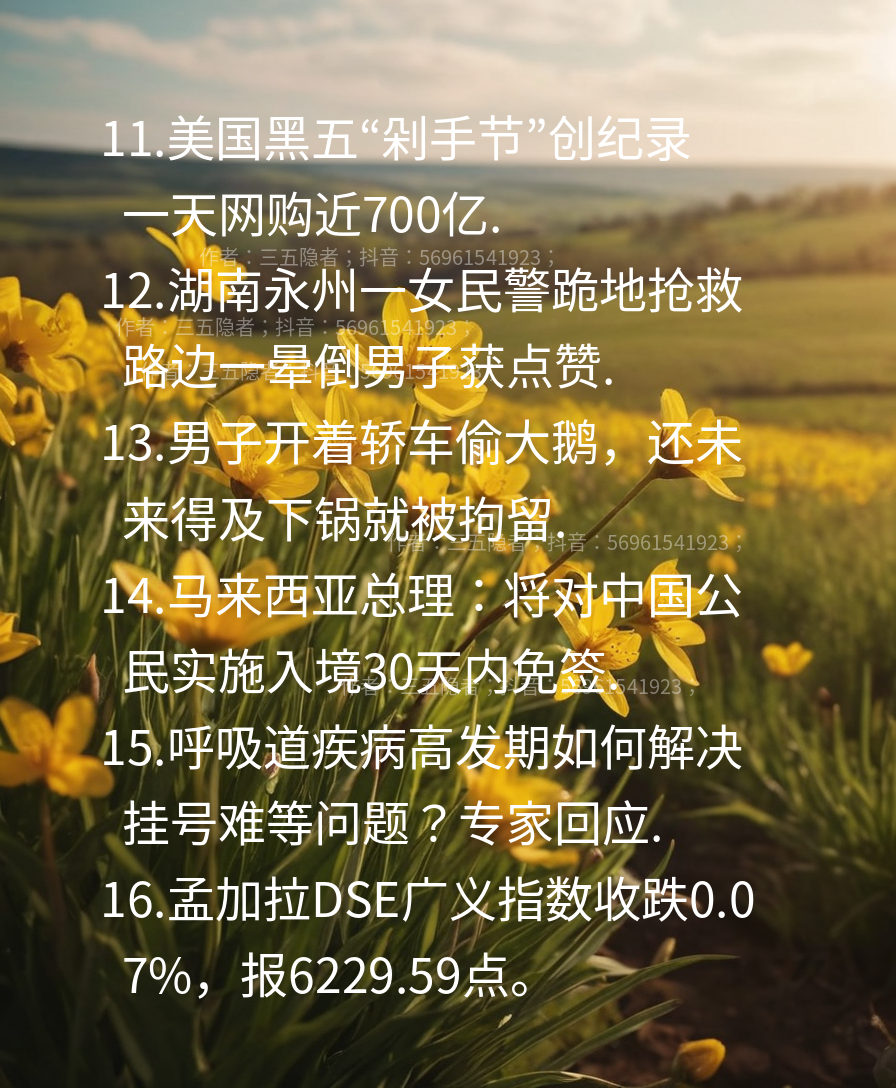 11.美国黑五“剁手节”创纪录
一天网购近700亿.
作者：三五隐者；抖音：56961541923；
12.湖南永州一女民警跪地抢救
作者：三五隐者；抖音：56961541923；
路边一晕倒男子获点赞.
13.男子开着轿车偷大鹅，还未
来得及下锅就被拘留.
作者：三五隐者；抖音：56961541923；
14.马来西亚总理：将对中国公
民实施入境30天内免签.
作者：三五隐者；抖音：56961541923；
15.呼吸道疾病高发期如何解决
挂号难等问题？专家回应.
16.孟加拉DSE广义指数收跌0.0
7%，报6229.59点。